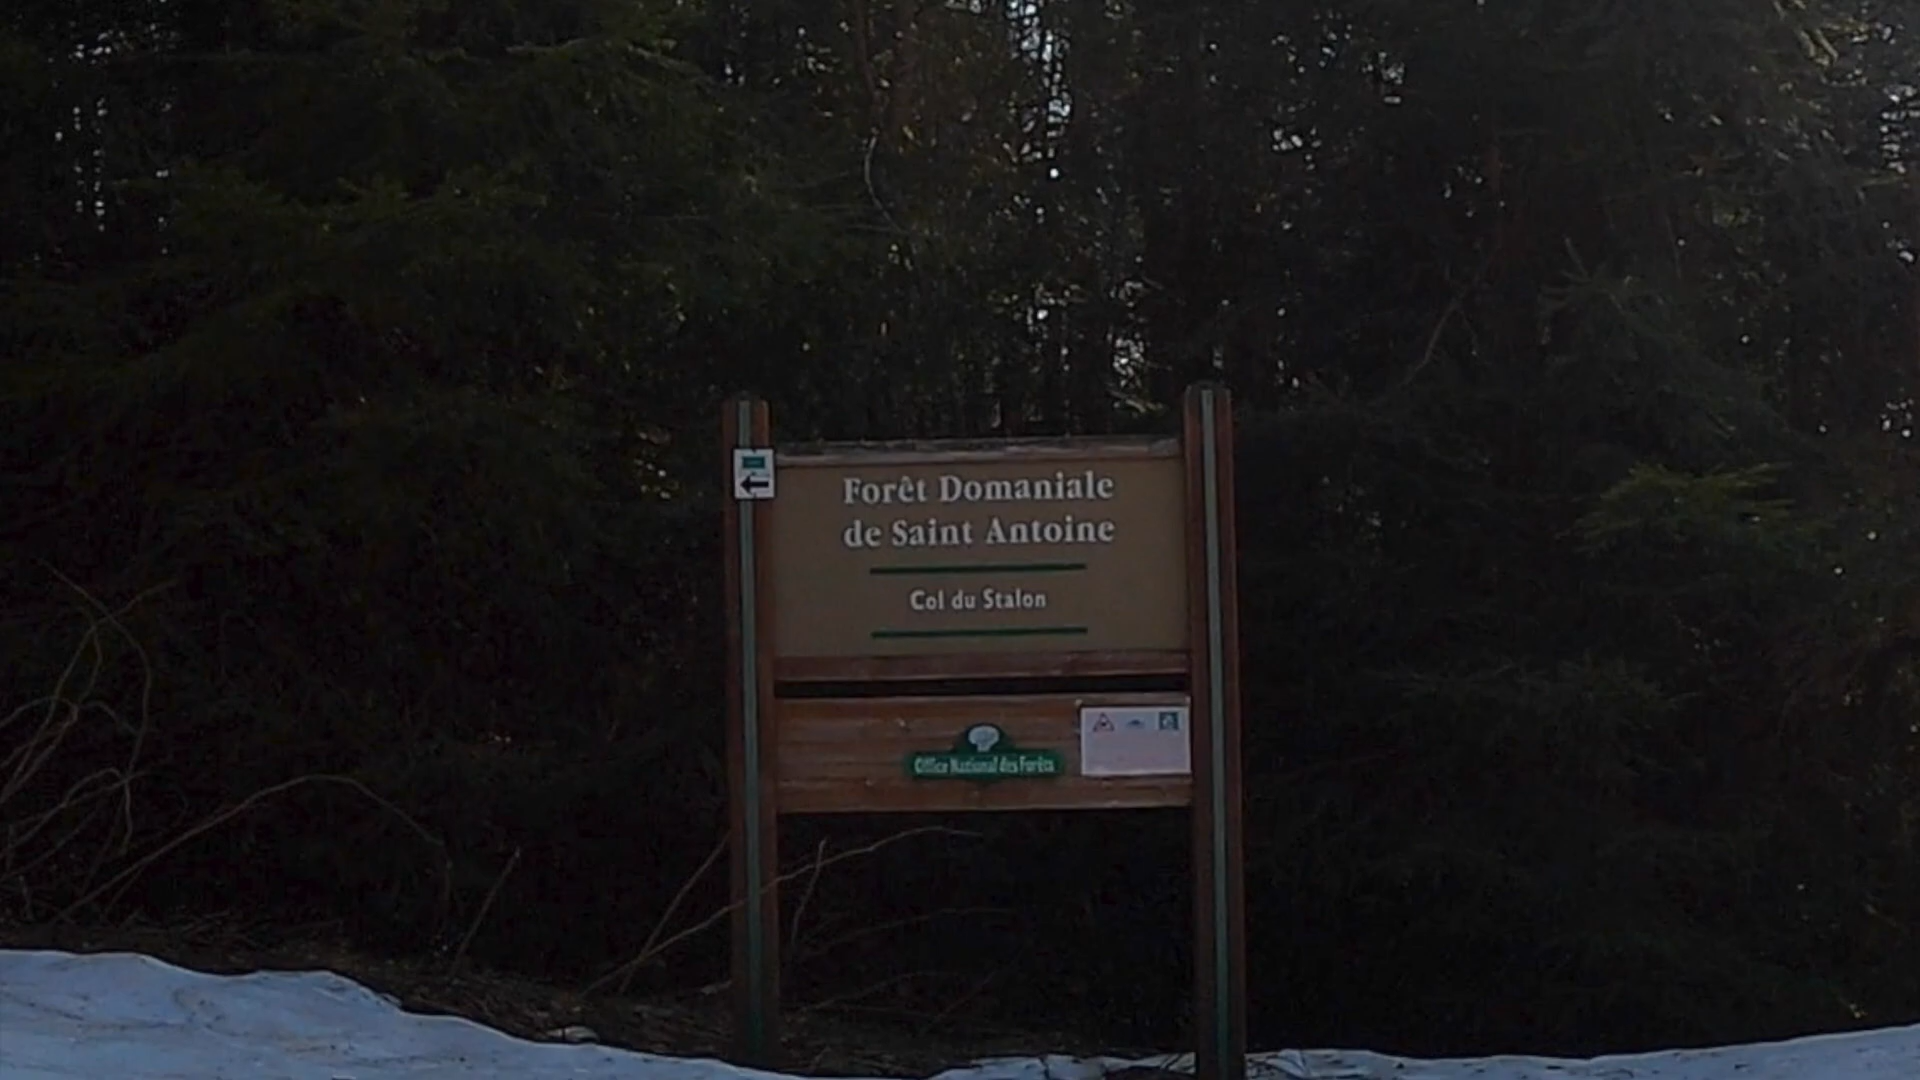 Forêt Domaniale
de Saint Antoine
Col du Stalon
Office National des Forêts